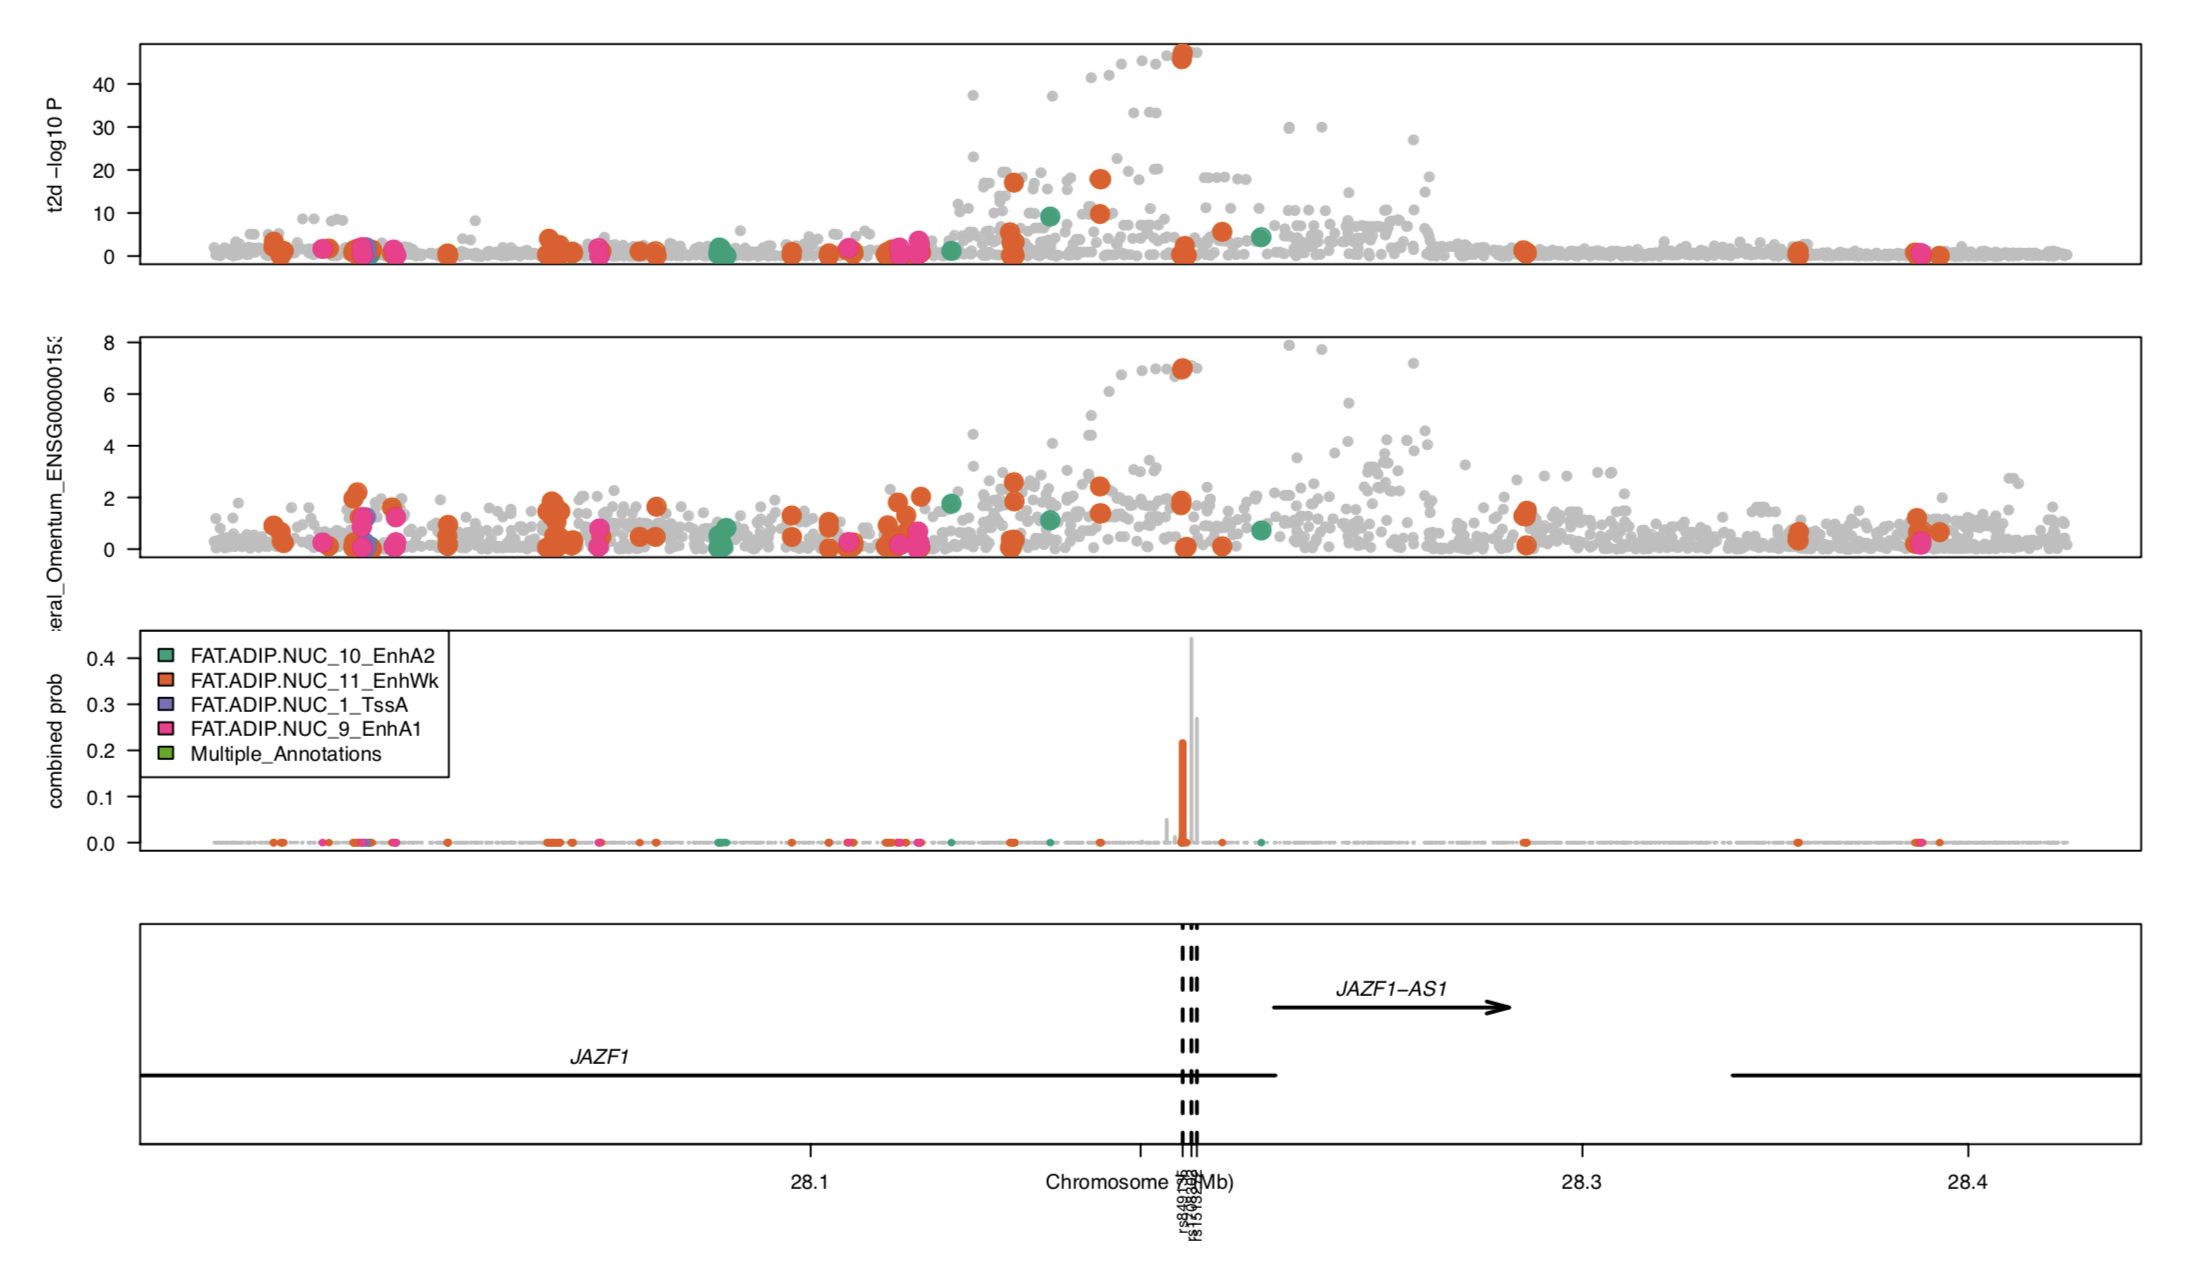 t2d −log10 P
40
30
20
10
0
eral_Omentum_ENSG00000153
8
6
4
2
0
combined prob
0.4
0.3
0.2
0.1
0.0
FAT.ADIP.NUC_10_EnhA2
FAT.ADIP.NUC_11_EnhWk
FAT.ADIP.NUC_1_TssA
FAT.ADIP.NUC_9_EnhA1
Multiple_Annotations
JAZF1−AS1
JAZF1
28.1
Chromosome
(Mb)
28.3
28.4